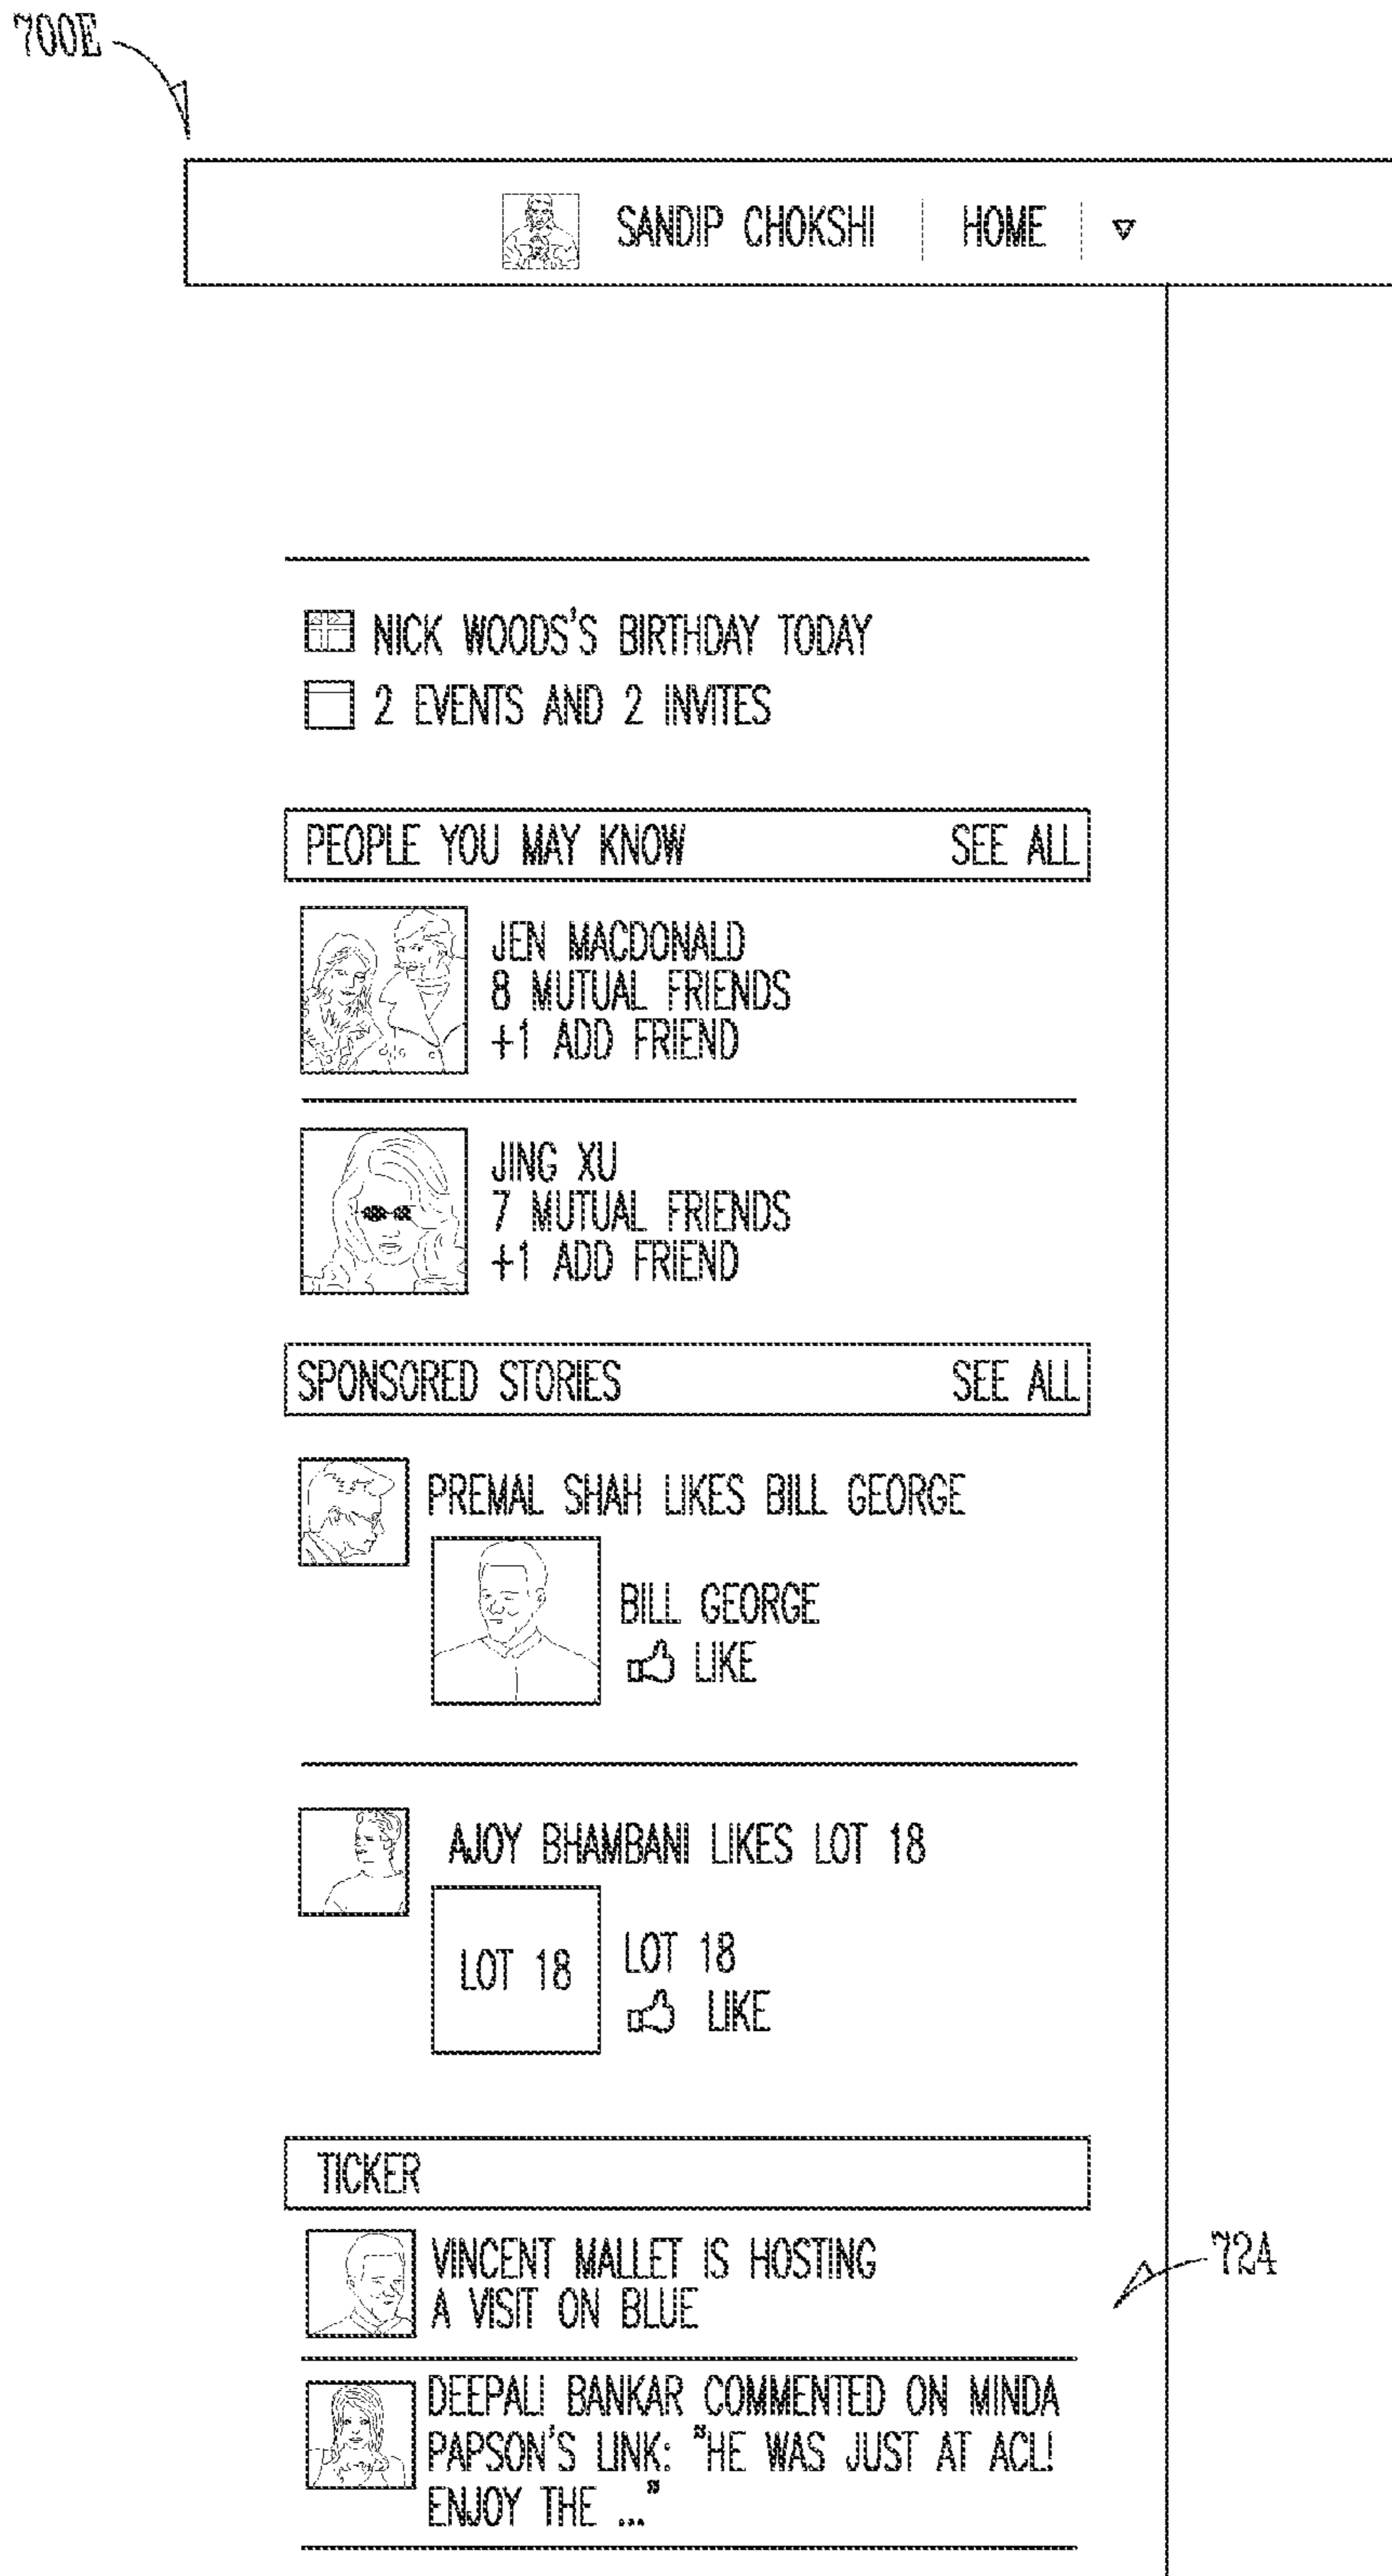 700E
SANDIP CHOKSHI HOME
NICK WOODS'S BIRTHDAY TODAY
2 EVENTS AND 2 INVITES
PEOPLE YOU MAY KNOW SEE ALL
JEN MACDONALD
8 MUTUAL FRIENDS
+1 ADD FRIEND
JING XU
7 MUTUAL FRIENDS
+1 ADD FRIEND
SPONSORED STORIES SEE ALL
PREMAL SHAH LIKES BILL GEORGE
BILL GEORGE
LIKE
AJOY BHAMBANI LIKES LOT 18
LOT 18
LOT 18
LIKE
TICKER
VINCENT MALLET IS HOSTING
A VISIT ON BLUE
724
DEEPALI BANKAR COMMENTED ON MINDA
PAPSON'S LINK: "HE WAS JUST AT ACL!
ENJOY THE ..."